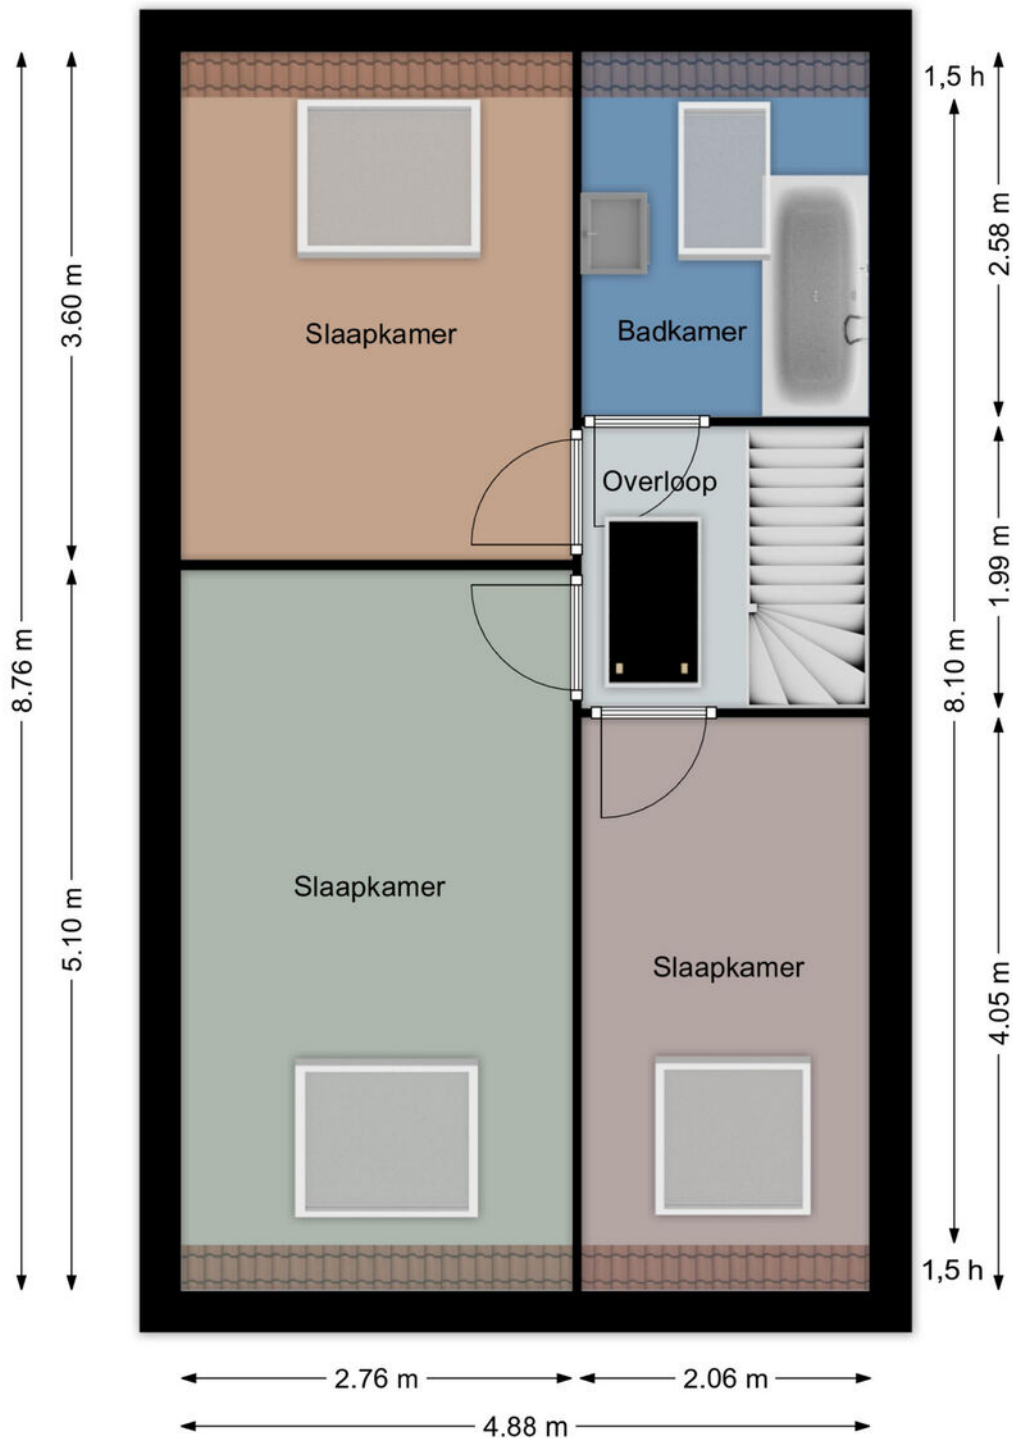 1,5 h
3.60 m
2.58 m
Slaapkamer
Badkamer
Overloop
1.99 m
8.76 m
8.10 m
5.10 m
Slaapkamer
Slaapkamer
4.05 m
1,5 h
2.76 m
2.06 m
4.88 m